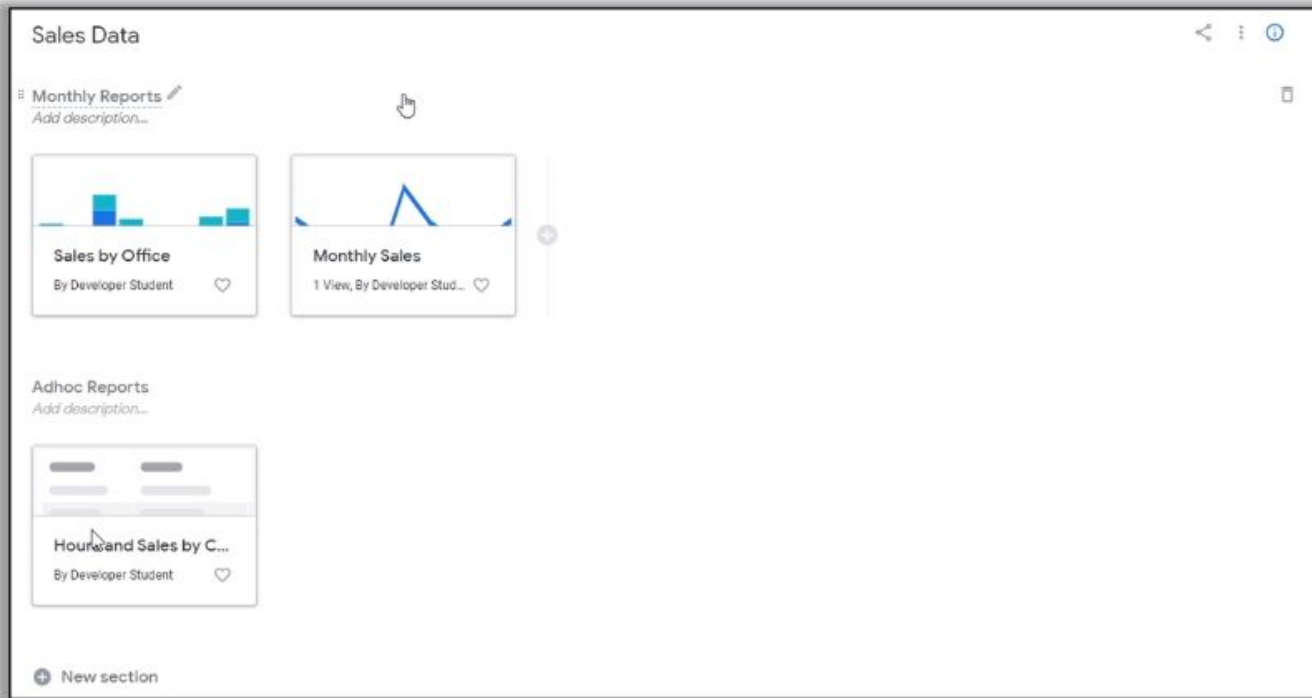 Sales Data
Monthly Reports
Add description...
Sales by Office
By Developer Student
Monthly Sales
1 View, By Developer Stud...
Adhoc Reports
Add description...
Hours and Sales by C...
By Developer Student
New section